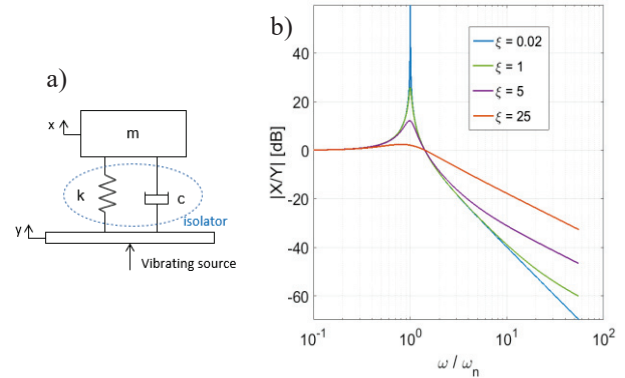 a)
x
m
k
c
isolator
y
Vibrating source
b)
|X/Y| [dB]
40
20
0
-20
-40
-60
ξ = 0.02
ξ = 1
ξ = 5
ξ = 25
10⁻¹
10⁰
10¹
10²
ω / ωₙ